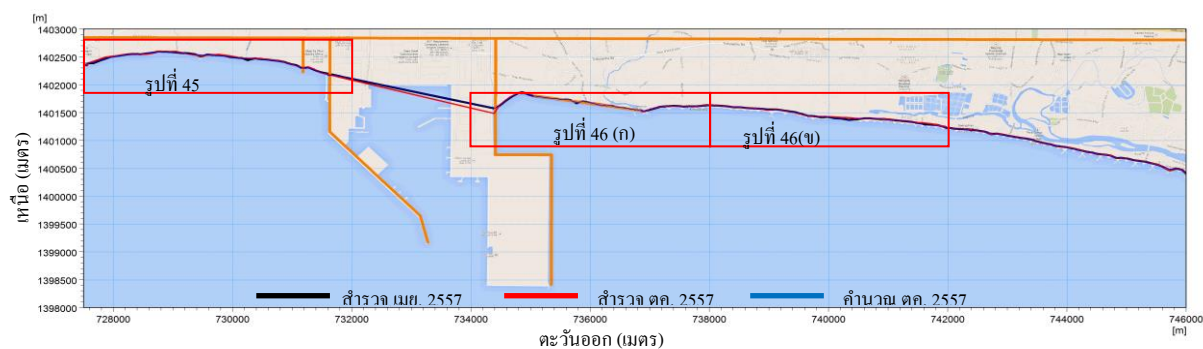 [m]
1403000
1402500
1402000
1401500
1401000
1400500
1400000
1399500
1399000
1398500
1398000
เหนือ (เมตร)
รูปที่ 45
รูปที่ 46 (ก)
รูปที่ 46(ข)
สำรวจ เมย. 2557
สำรวจ ตค. 2557
คำนวณ ตค. 2557
728000 730000 732000 734000 736000 738000 740000 742000 744000 746000
[m]
ตะวันออก (เมตร)